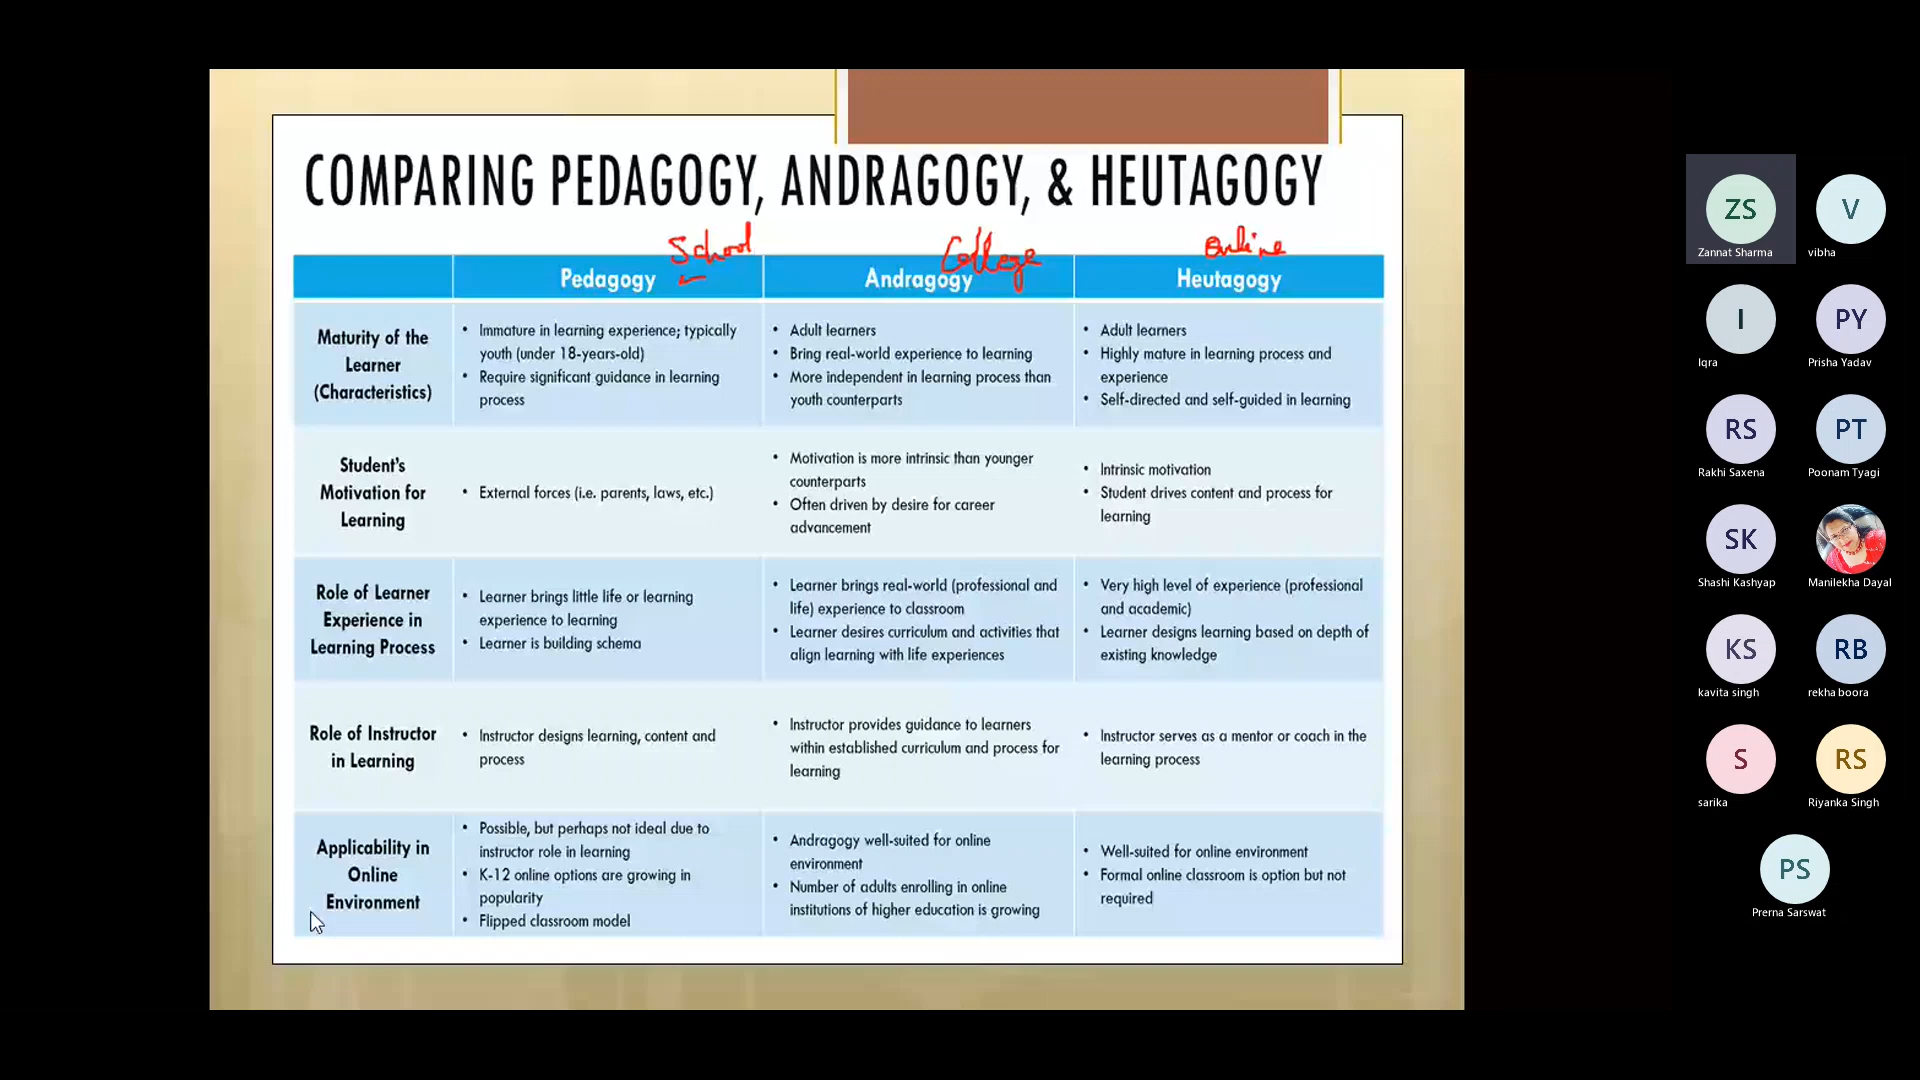 COMPARING PEDAGOGY, ANDRAGOGY, & HEUTAGOGY
School
College
Online
Pedagogy
Andragogy
Heutagogy
Maturity of the
Learner
(Characteristics)
• Immature in learning experience; typically
youth (under 18-years-old)
• Require significant guidance in learning
process
• Adult learners
• Bring real-world experience to learning
• More independent in learning process than
youth counterparts
• Adult learners
• Highly mature in learning process and
experience
• Self-directed and self-guided in learning
Student's
Motivation for
Learning
• External forces (i.e. parents, laws, etc.)
• Motivation is more intrinsic than younger
counterparts
• Often driven by desire for career
advancement
• Intrinsic motivation
• Student drives content and process for
learning
Role of Learner
Experience in
Learning Process
• Learner brings little life or learning
experience to learning
• Learner is building schema
• Learner brings real-world (professional and
life) experience to classroom
• Learner desires curriculum and activities that
align learning with life experiences
• Very high level of experience (professional
and academic)
• Learner designs learning based on depth of
existing knowledge
Role of Instructor
in Learning
• Instructor designs learning, content and
process
• Instructor provides guidance to learners
within established curriculum and process for
learning
• Instructor serves as a mentor or coach in the
learning process
Applicability in
Online
Environment
• Possible, but perhaps not ideal due to
instructor role in learning
• K-12 online options are growing in
popularity
• Flipped classroom model
• Andragogy well-suited for online
environment
• Number of adults enrolling in online
institutions of higher education is growing
• Well-suited for online environment
• Formal online classroom is option but not
required
ZS
Zannat Sharma
V
vibha
I
Iqra
PY
Prisha Yadav
RS
Rakhi Saxena
PT
Poonam Tyagi
SK
Shashi Kashyap
Manilekha Dayal
KS
kavita singh
RB
rekha boora
S
sarika
RS
Riyanka Singh
PS
Prerna Sarswat